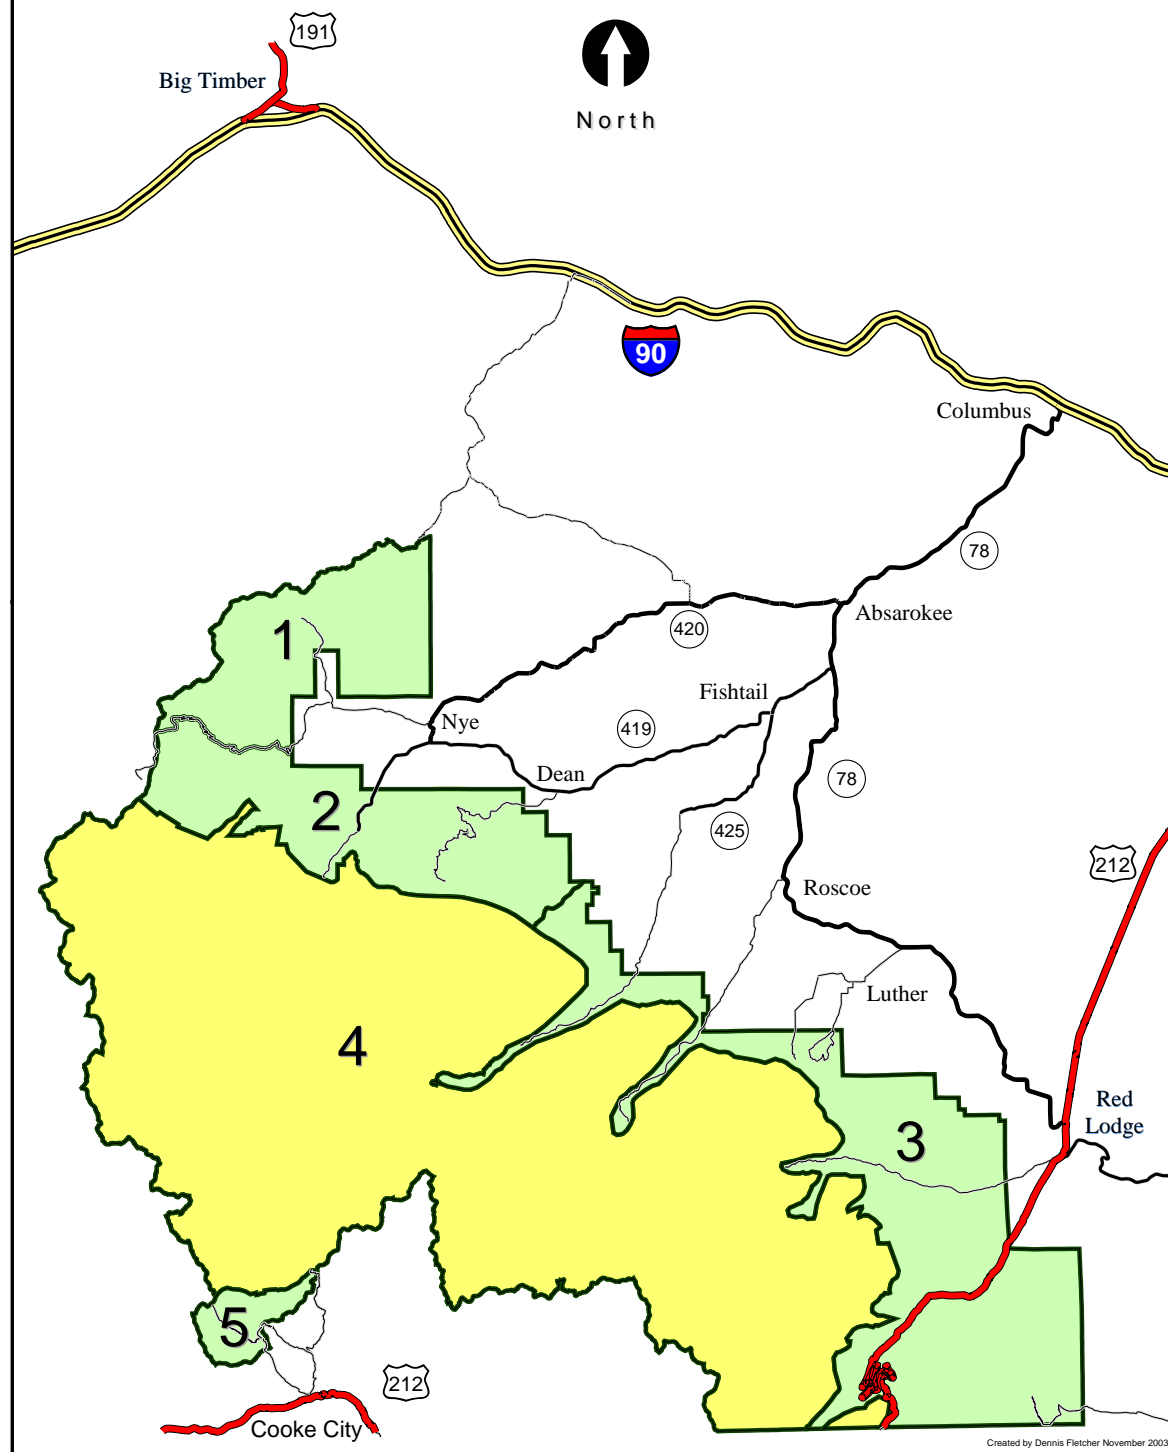 191
Big Timber
North
90
Columbus
78
Absarokee
1
420
Fishtail
Nye
419
Dean
78
2
425
212
Roscoe
Luther
4
Red
Lodge
3
5
212
Cooke City
Created by Dennis Fletcher November 2003